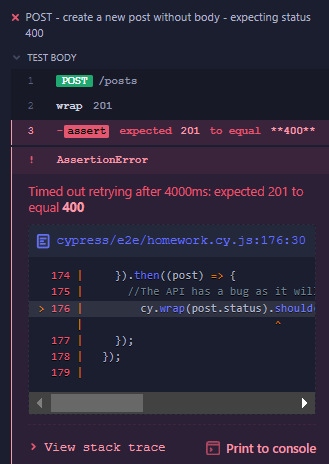 × POST - create a new post without body - expecting status
400
TEST BODY
1 POST /posts
2 wrap 201
3 -assert expected 201 to equal **400**
! AssertionError
Timed out retrying after 4000ms: expected 201 to
equal 400
cypress/e2e/homework.cy.js:176:30
174 | }).then((post) => {
175 | //The API has a bug as it will
> 176 | cy.wrap(post.status).should
| ^
177 | });
178 | });
179 |
> View stack trace
Print to console